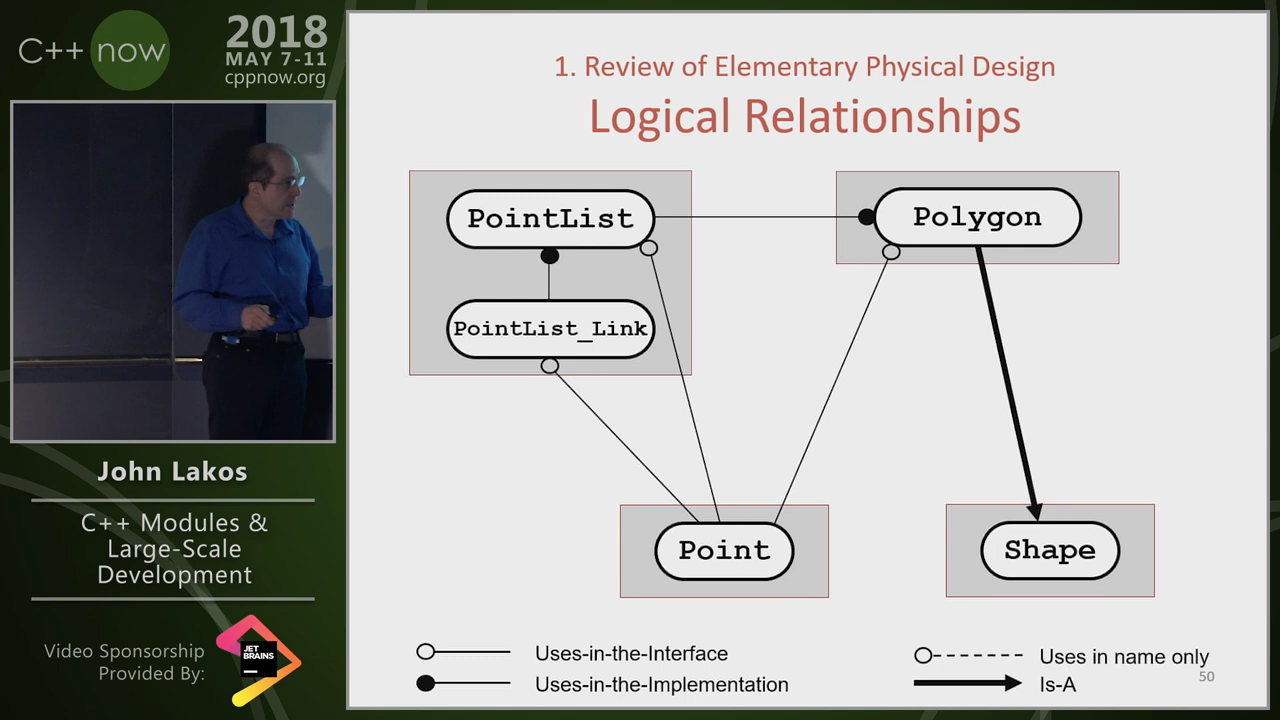 C++ now
2018
MAY 7-11
cppnow.org
John Lakos
C++ Modules &
Large-Scale
Development
Video Sponsorship
Provided By:
JET
BRAINS
1. Review of Elementary Physical Design
Logical Relationships
PointList
Polygon
PointList_Link
Point
Shape
Uses-in-the-Interface
Uses in name only
Uses-in-the-Implementation
Is-A
50